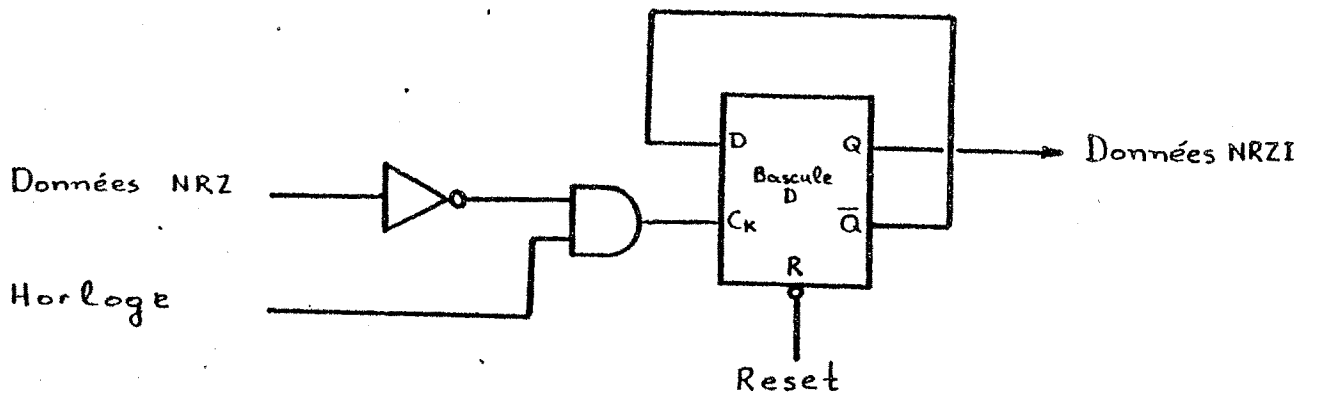 Données NRZ
Horloge
D
Q
Bascule
D
CK
Q̅
R
Reset
Données NRZI